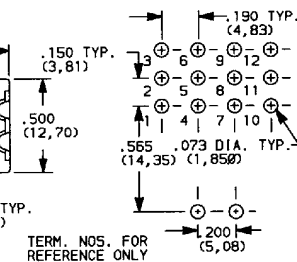 .190 TYP.
(4,83)
.150 TYP.
(3,81)
3 6 9 12
2 5 8 11
1 4 7 10
.500
(12,70)
.565
(14,35)
.073 DIA. TYP.
(1,850)
TYP.
)
.200
(5,08)
TERM. NOS. FOR
REFERENCE ONLY